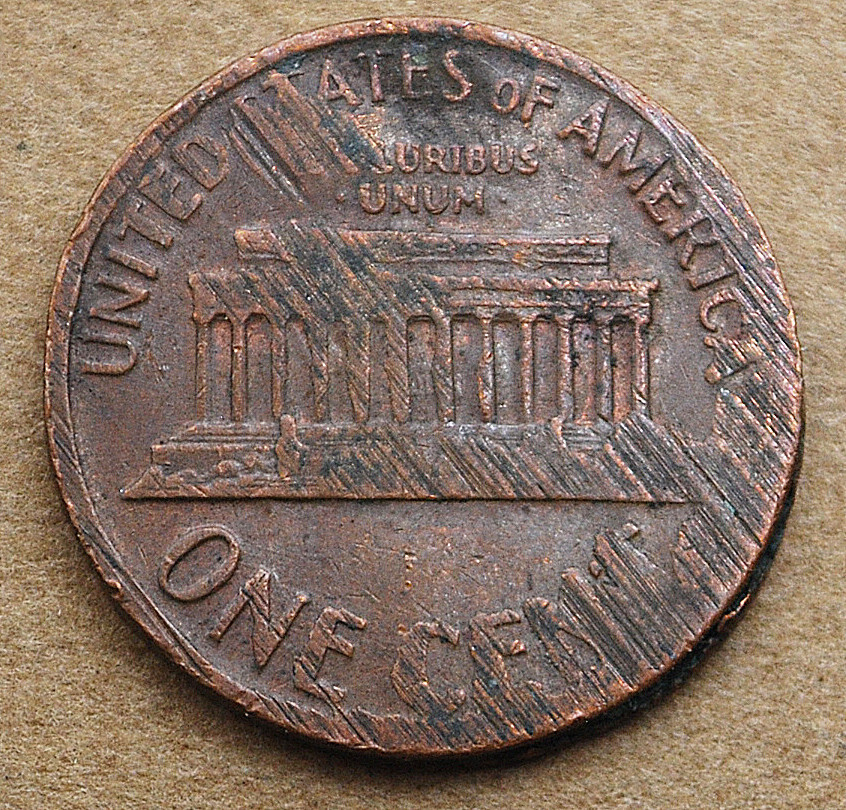 UNITED STATES OF AMERICA
PLURIBUS
· UNUM ·
ONE CENT